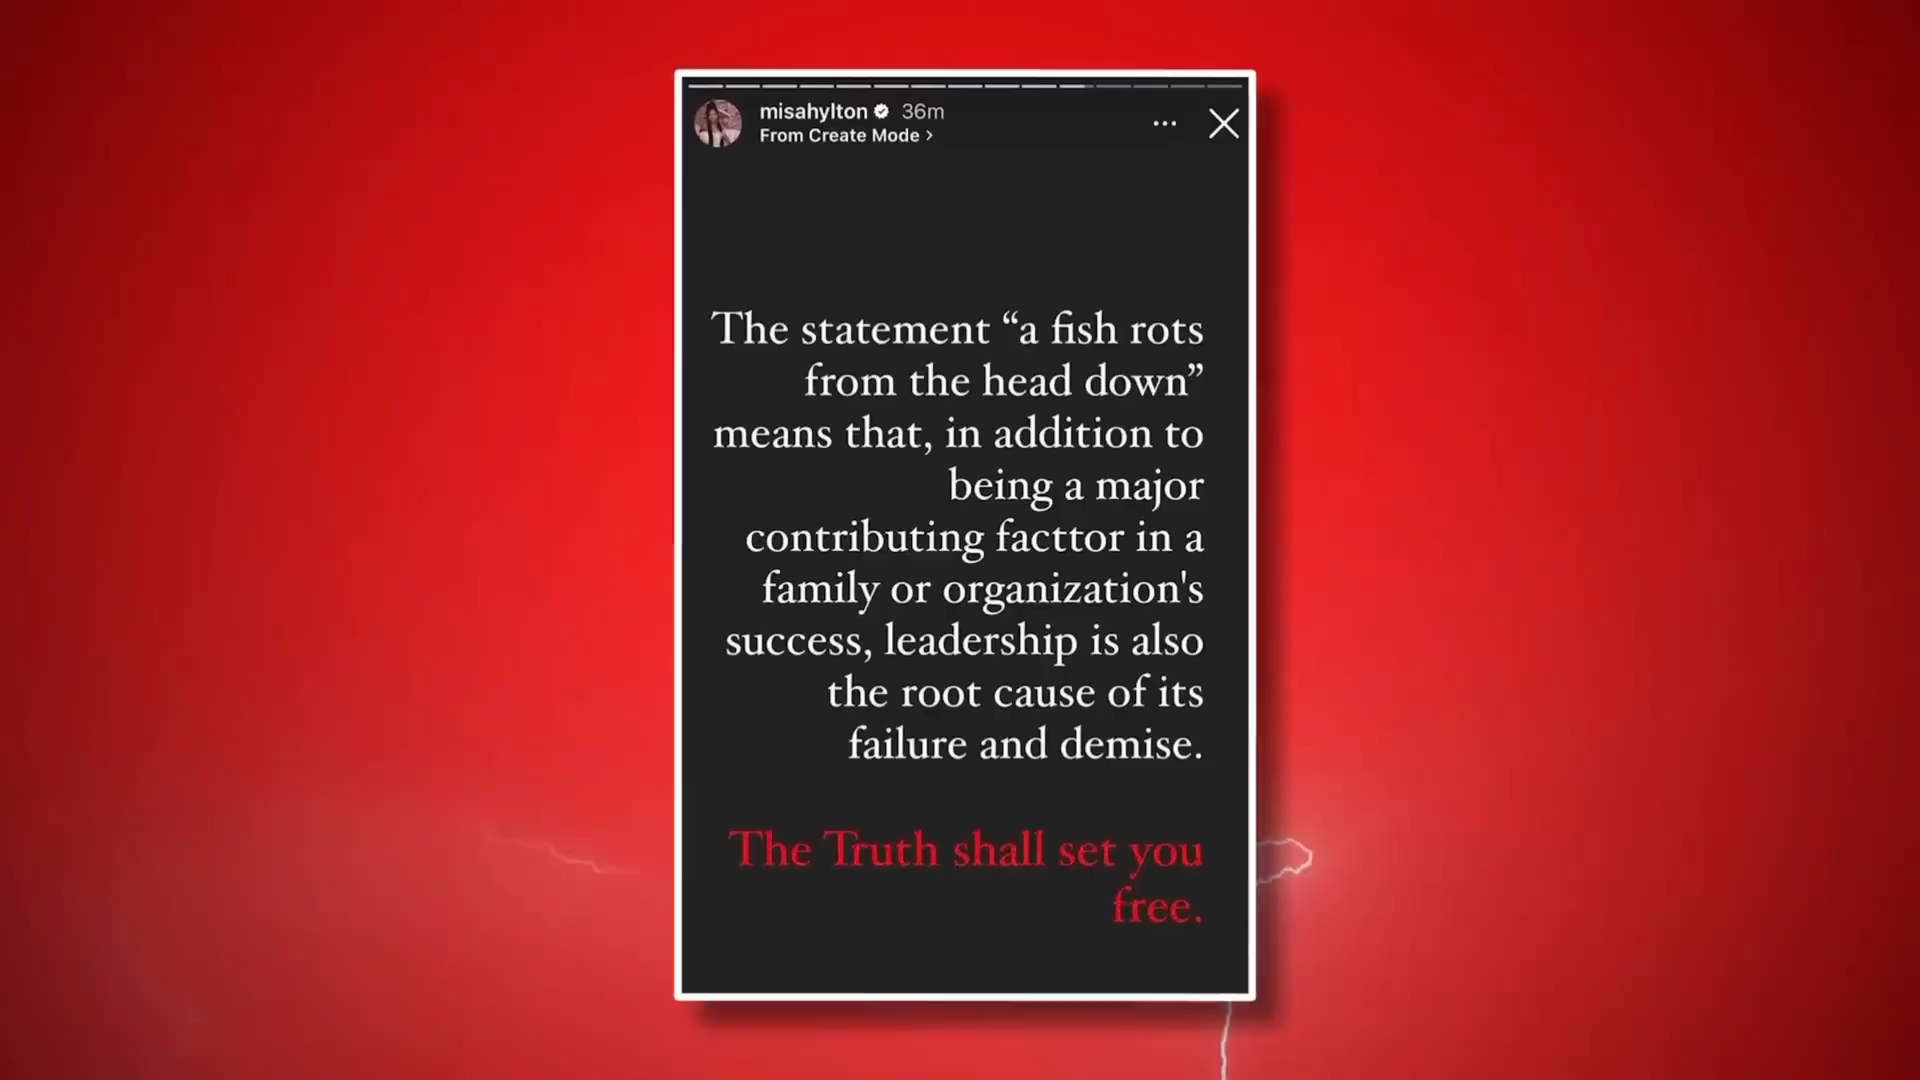 misahylton 36m
From Create Mode >
The statement “a fish rots
from the head down”
means that, in addition to
being a major
contributing facttor in a
family or organization's
success, leadership is also
the root cause of its
failure and demise.
The Truth shall set you
free.